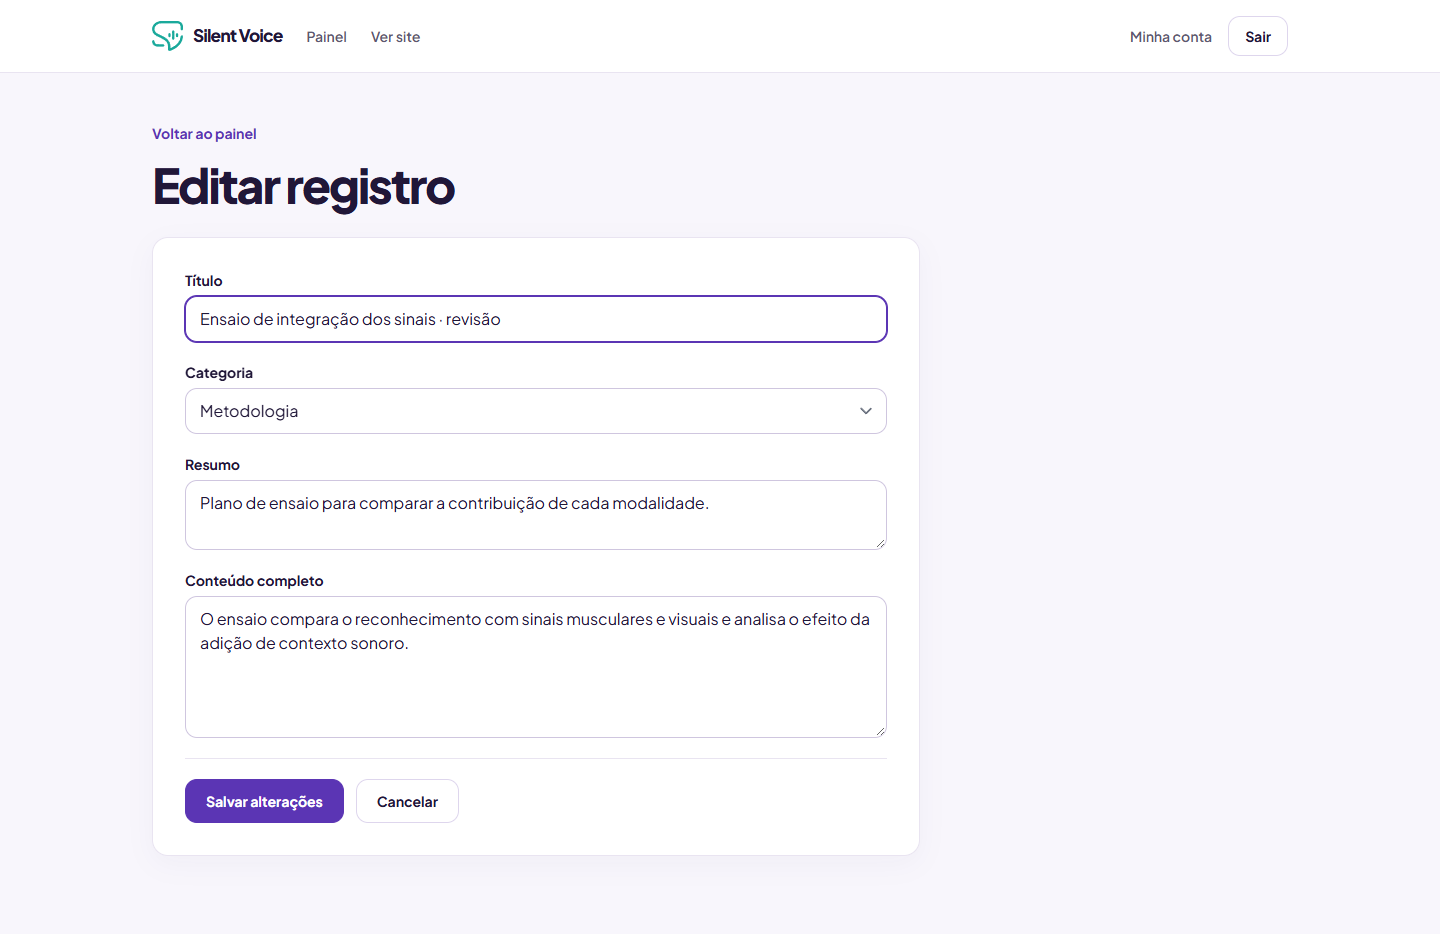 Silent Voice
Painel
Ver site
Minha conta
Sair
Voltar ao painel
Editar registro
Título
Ensaio de integração dos sinais · revisão
Categoria
Metodologia
Resumo
Plano de ensaio para comparar a contribuição de cada modalidade.
Conteúdo completo
O ensaio compara o reconhecimento com sinais musculares e visuais e analisa o efeito da
adição de contexto sonoro.
Salvar alterações
Cancelar